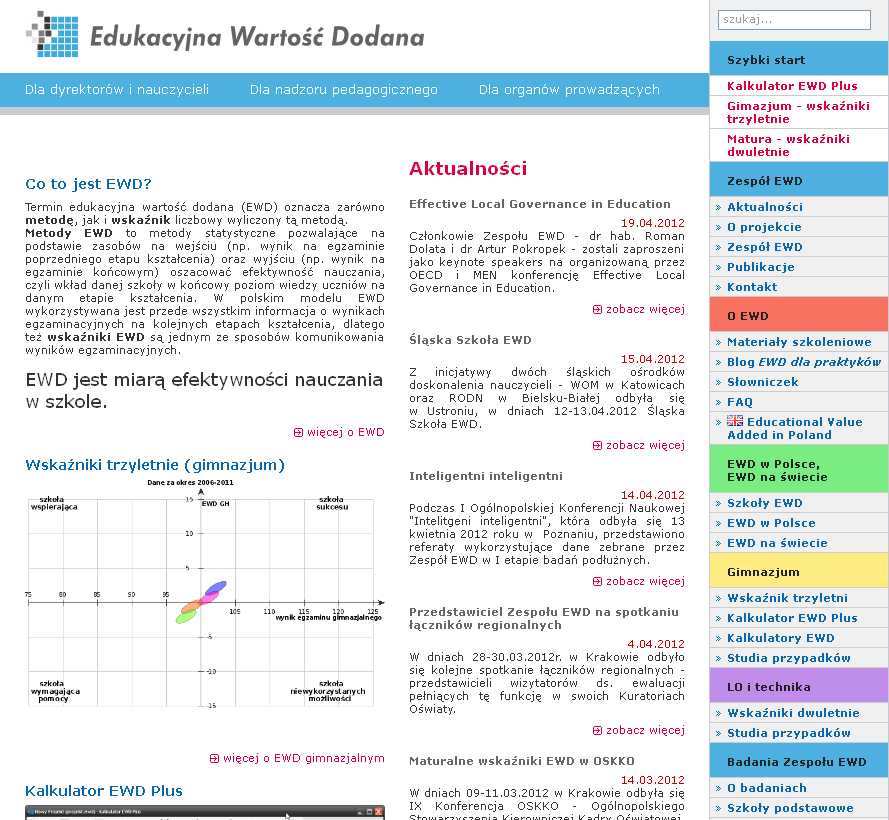 Edukacyjna Wartość Dodana
Dla dyrektorów i nauczycieli
Dla nadzoru pedagogicznego
Dla organów prowadzących
Co to jest EWD?
Termin edukacyjna wartość dodana (EWD) oznacza zarówno
metodę, jak i wskaźnik liczbowy wyliczony tą metodą.
Metody EWD to metody statystyczne pozwalające na
podstawie zasobów na wejściu (np. wynik na egzaminie
poprzedniego etapu kształcenia) oraz wyjściu (np. wynik na
egzaminie końcowym) oszacować efektywność nauczania,
czyli wkład danej szkoły w końcowy poziom wiedzy uczniów na
danym etapie kształcenia. W polskim modelu EWD
wykorzystywana jest przede wszystkim informacja o wynikach
egzaminacyjnych na kolejnych etapach kształcenia, dlatego
też wskaźniki EWD są jednym ze sposobów komunikowania
wyników egzaminacyjnych.
EWD jest miarą efektywności nauczania
w szkole.
więcej o EWD
Wskaźniki trzyletnie (gimnazjum)
Dane za okres 2006-2011
szkoła
wspierająca
15
EWD GH
szkoła
sukcesu
10
5
75
80
85
90
95
105
110
115
120
125
wynik egzaminu gimnazjalnego
-5
-10
szkoła
wymagająca
pomocy
szkoła
niewykorzystanych
możliwości
-15
więcej o EWD gimnazjalnym
Kalkulator EWD Plus
Aktualności
Effective Local Governance in Education
19.04.2012
Członkowie Zespołu EWD - dr hab. Roman
Dolata i dr Artur Pokropek - zostali zaproszeni
jako keynote speakers na organizowaną przez
OECD i MEN konferencję Effective Local
Governance in Education.
zobacz więcej
Śląska Szkoła EWD
15.04.2012
Z inicjatywy dwóch śląskich ośrodków
doskonalenia nauczycieli - WOM w Katowicach
oraz RODN w Bielsku-Białej odbyła się
w Ustroniu, w dniach 12-13.04.2012 Śląska
Szkoła EWD.
zobacz więcej
Inteligentni inteligentni
14.04.2012
Podczas I Ogólnopolskiej Konferencji Naukowej
"Intelitgeni inteligentni", która odbyła się 13
kwietnia 2012 roku w Poznaniu, przedstawiono
referaty wykorzystujące dane zebrane przez
Zespół EWD w I etapie badań podłużnych.
zobacz więcej
Przedstawiciel Zespołu EWD na spotkaniu
łączników regionalnych
4.04.2012
W dniach 28-30.03.2012r. w Krakowie odbyło
się kolejne spotkanie łączników regionalnych -
przedstawicieli wizytatorów ds. ewaluacji
pełniących tę funkcję w swoich Kuratoriach
Oświaty.
zobacz więcej
Maturalne wskaźniki EWD w OSKKO
14.03.2012
W dniach 09-11.03.2012 w Krakowie odbyła się
IX Konferencja OSKKO - Ogólnopolskiego
Stowarzyszenia Kierowniczej Kadry Oświatowej.
szukaj...
Szybki start
Kalkulator EWD Plus
Gimazjum - wskaźniki
trzyletnie
Matura - wskaźniki
dwuletnie
Zespół EWD
» Aktualności
» O projekcie
» Zespół EWD
» Publikacje
» Kontakt
O EWD
» Materiały szkoleniowe
» Blog EWD dla praktyków
» Słowniczek
» FAQ
» Educational Value
Added in Poland
EWD w Polsce,
EWD na świecie
» Szkoły EWD
» EWD w Polsce
» EWD na świecie
Gimnazjum
» Wskaźnik trzyletni
» Kalkulator EWD Plus
» Kalkulatory EWD
» Studia przypadków
LO i technika
» Wskaźniki dwuletnie
» Studia przypadków
Badania Zespołu EWD
» O badaniach
» Szkoły podstawowe